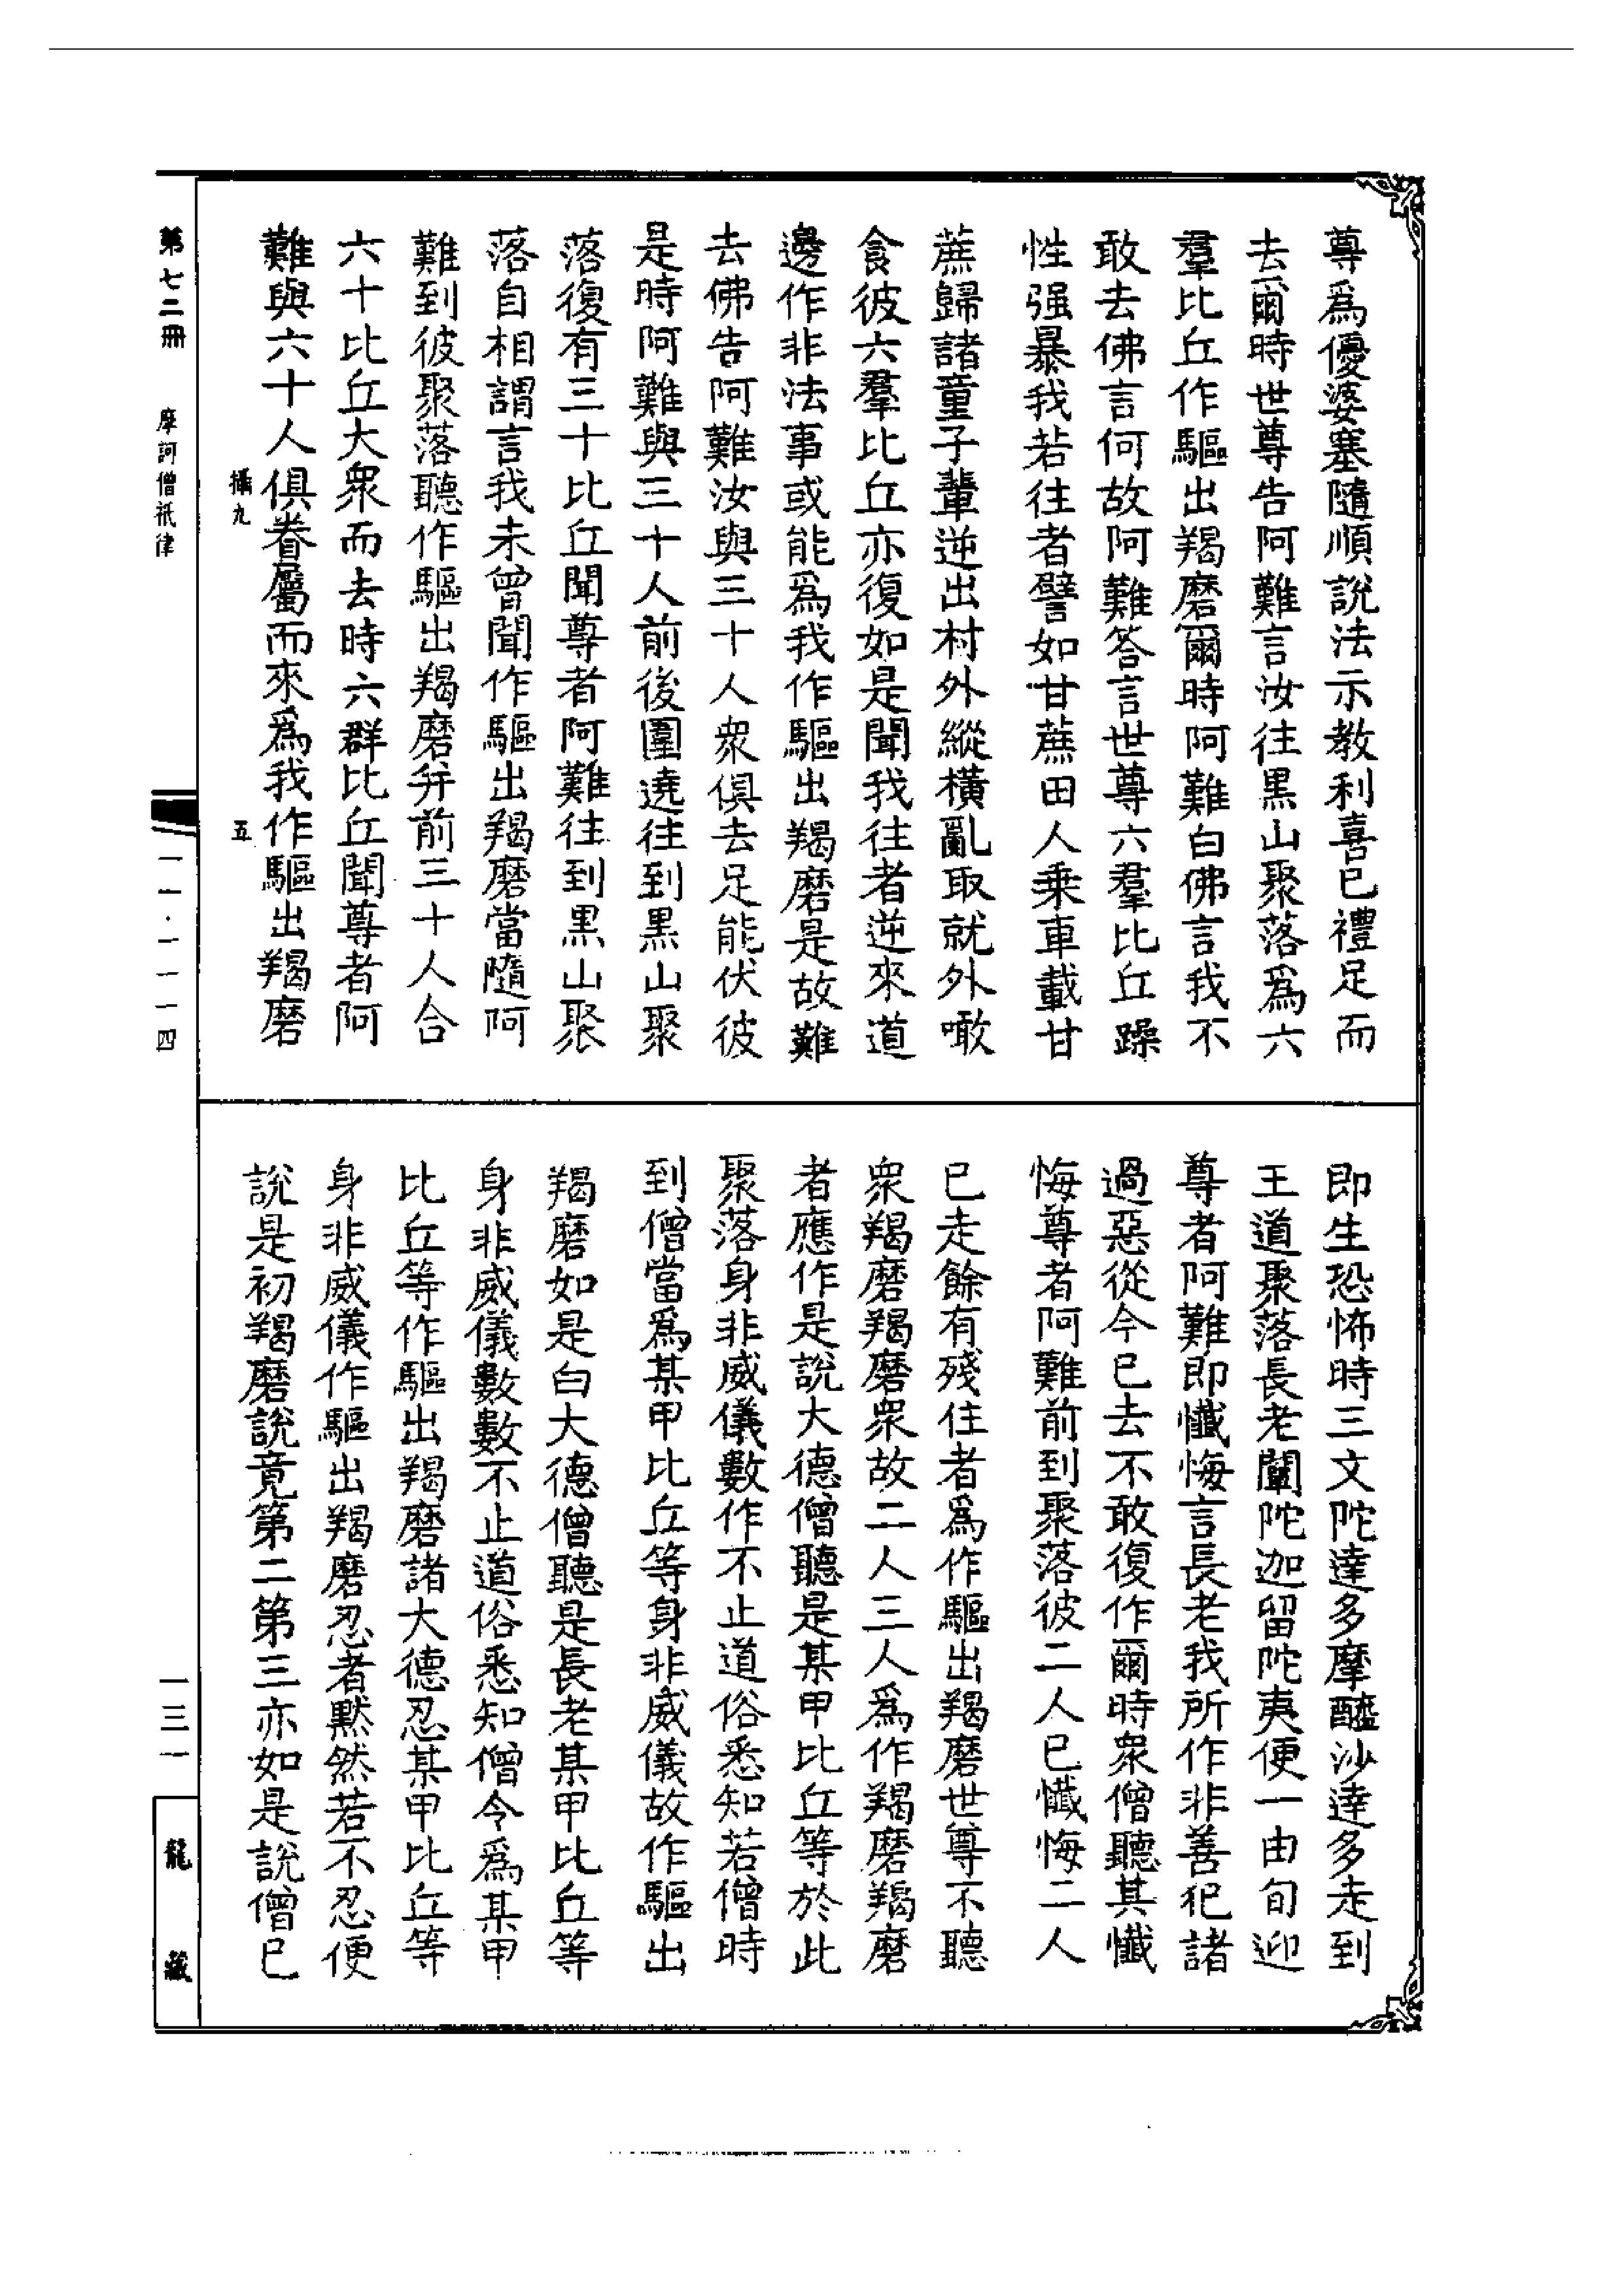 尊爲優婆塞隨順說法示教利喜已禮足而
去爾時世尊告阿難言汝往黒山聚落爲六
羣比丘作驅出羯磨爾時阿難白佛言我不
敢去佛言何故阿難答言世尊六羣比丘躁
性强暴我若往者譬如甘蔗田人乗車載甘
蔗歸諸童子輩逆出村外縱橫亂取就外噉
食彼六羣比丘亦復如是聞我往者逆來道
邊作非法事或能爲我作驅出羯磨是故難
去佛告阿難汝與三十人衆俱去足能伏彼
是時阿難與三十人前後圍遶往到黒山聚
落復有三十比丘聞尊者阿難往到黒山聚
落自相謂言我未曾聞作驅出羯磨當隨阿
難到彼聚落聽作驅出羯磨并前三十人合
六十比丘大衆而去時六群比丘聞尊者阿
難與六十人俱眷屬而來爲我作驅出羯磨
即生恐怖時三文陀達多摩醯沙達多走到
王道聚落長老闡陀迦留陀夷便一由旬迎
尊者阿難即懺悔言長老我所作非善犯諸
過惡從今已去不敢復作爾時衆僧聽其懺
悔尊者阿難前到聚落彼二人已懺悔二人
已走餘有殘住者爲作驅出羯磨世尊不聽
衆羯磨羯磨衆故二人三人爲作羯磨羯磨
者應作是說大德僧聽是某甲比丘等於此
聚落身非威儀數作不止道俗悉知若僧時
到僧當爲某甲比丘等身非威儀故作驅出
羯磨如是白大德僧聽是長老某甲比丘等
身非威儀數數不止道俗悉知僧今爲某甲
比丘等作驅出羯磨諸大德忍某甲比丘等
身非威儀作驅出羯磨忍者黙然若不忍便
說是初羯磨說竟第二第三亦如是說僧已
攝九
五
第七二冊
摩訶僧祇律
一一·一一一四
一三一
龍藏